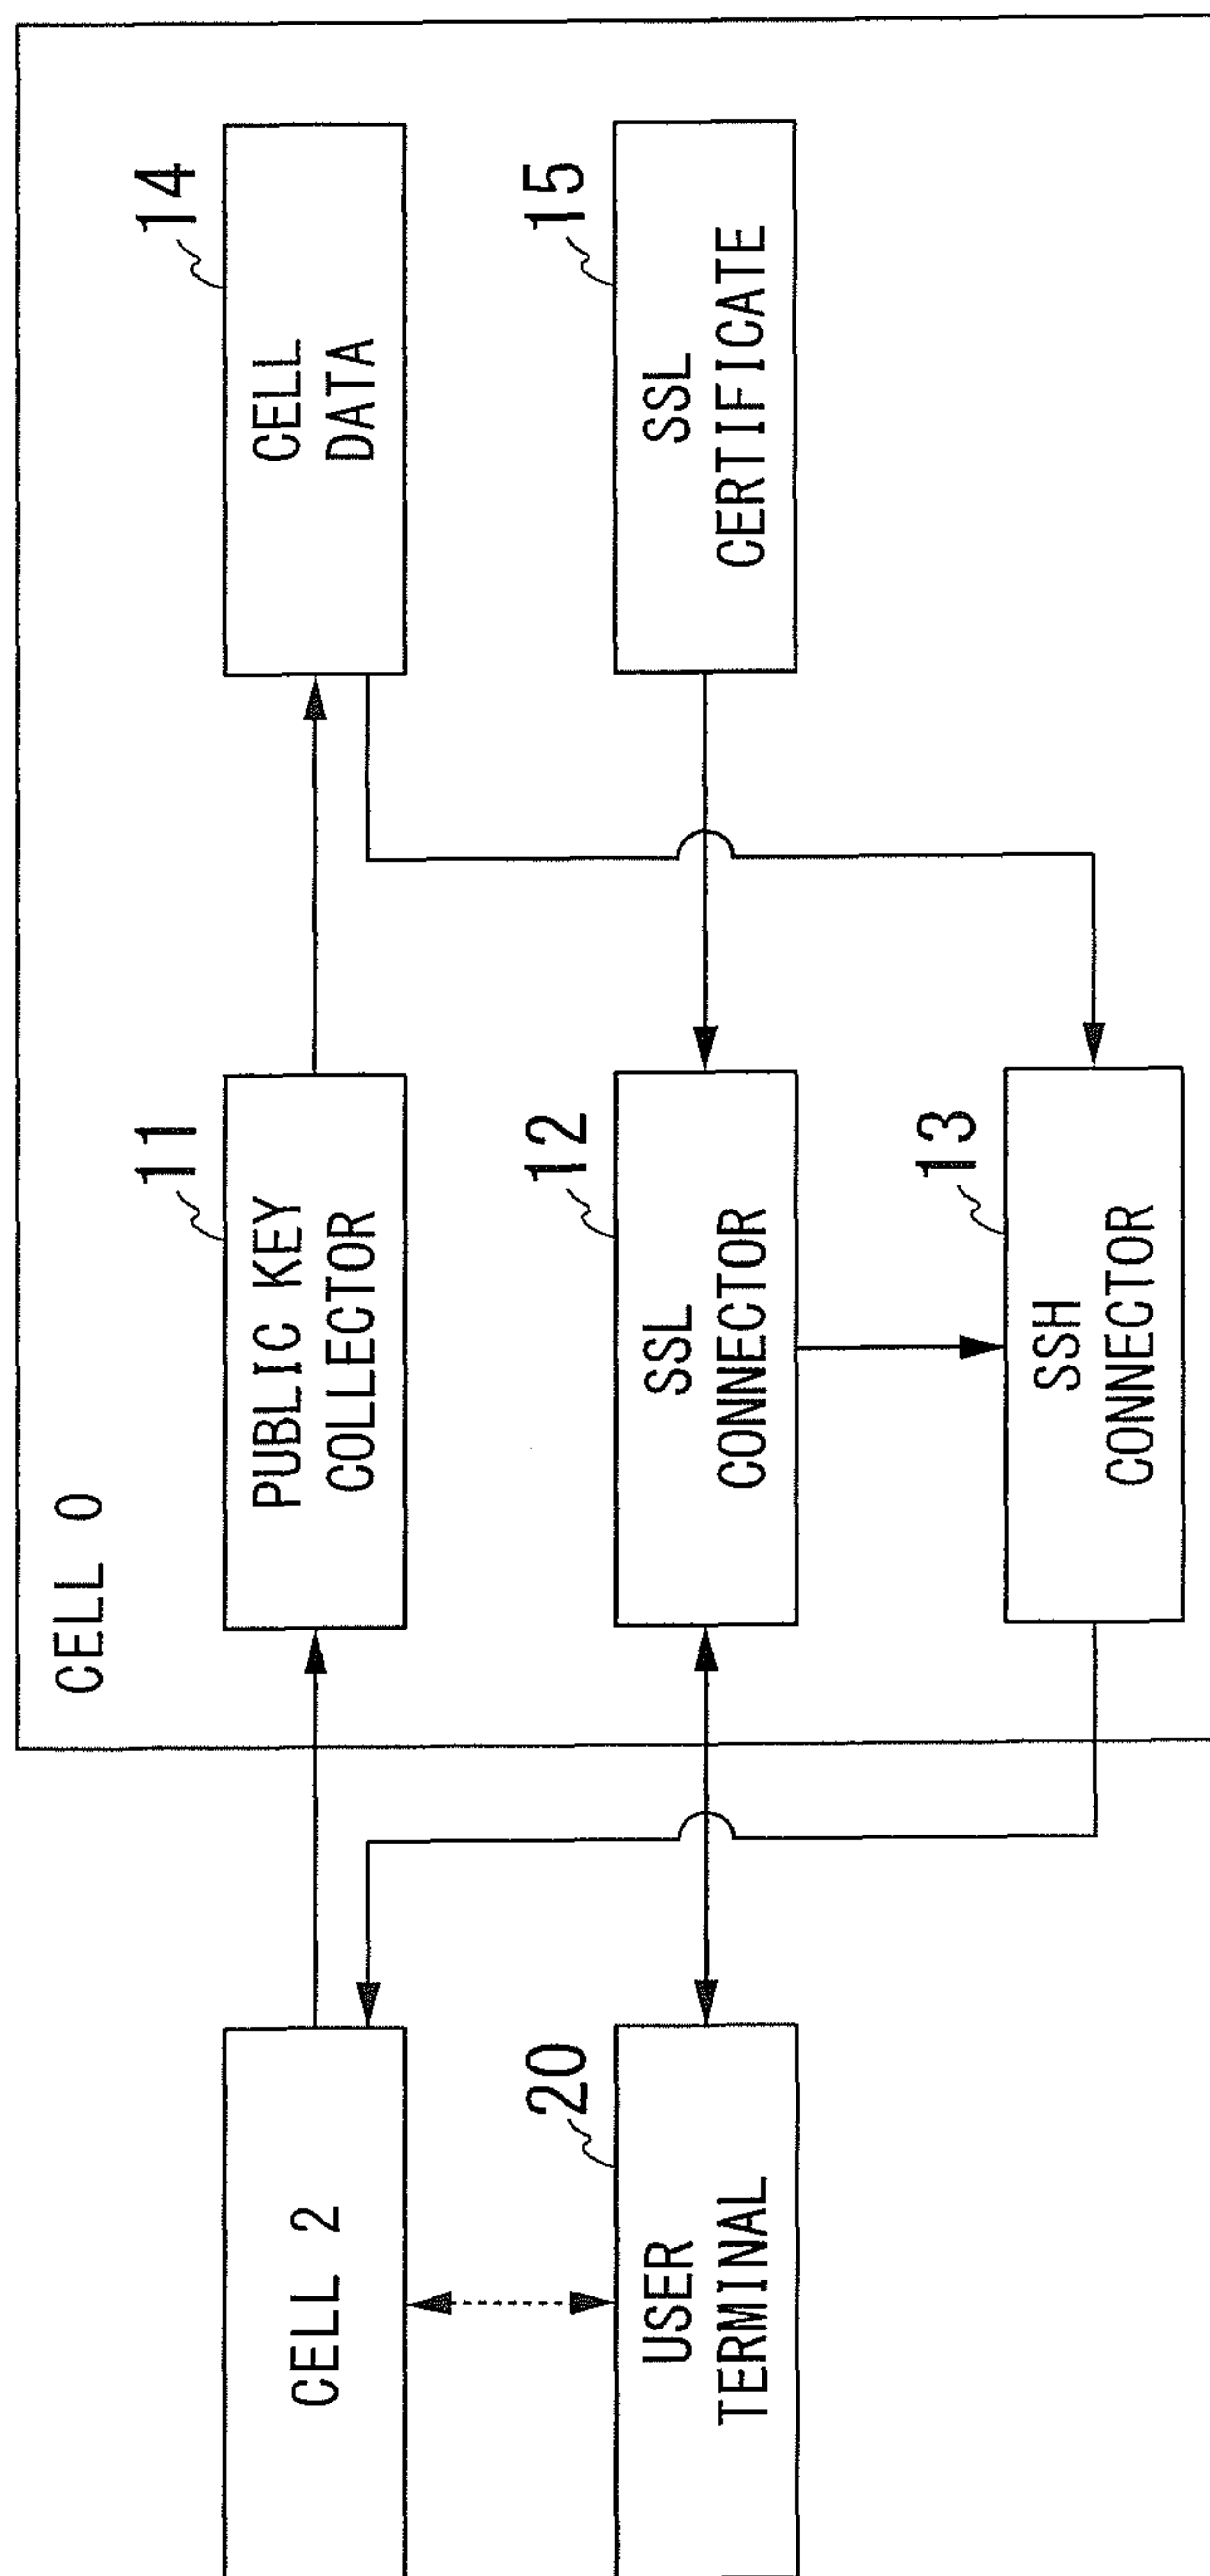 CELL 0
CELL 2
11
PUBLIC KEY
COLLECTOR
14
CELL
DATA
20
USER
TERMINAL
12
SSL
CONNECTOR
15
SSL
CERTIFICATE
13
SSH
CONNECTOR